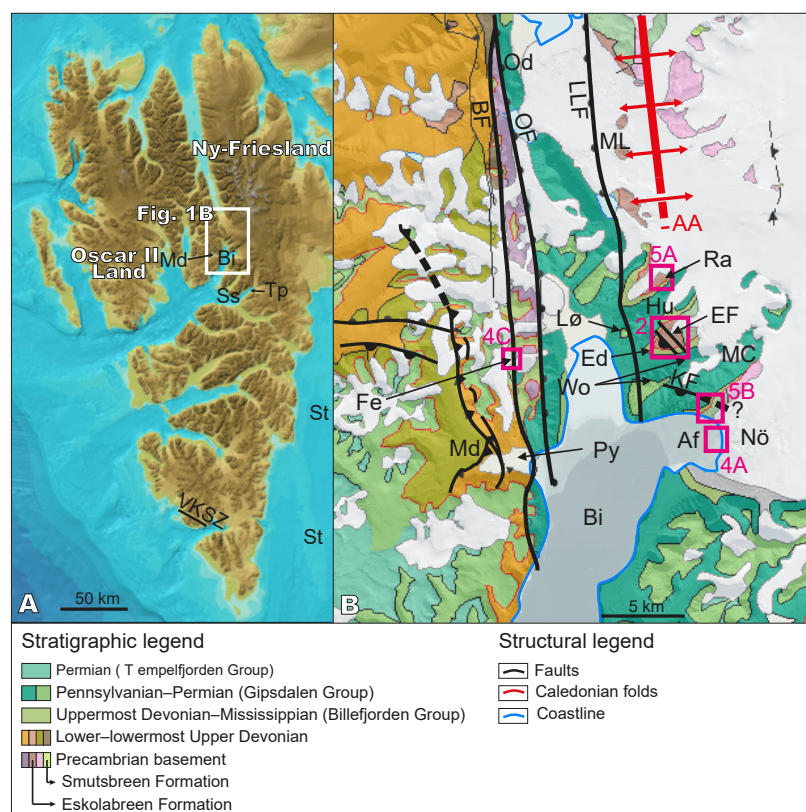 Ny-Friesland
Fig. 1B
Oscar II
Land
Md
Bi
Ss
Tp
St
St
VKSZ
50 km
A
Od
BF
OF
LLF
ML
AA
5A
Ra
Hu
2
EF
Lø
4C
Ed
MC
Wo
KF
Fe
5B
?
Md
Af
Nö
Py
4A
Bi
5 km
B
Stratigraphic legend
Permian ( T empelfjorden Group)
Pennsylvanian–Permian (Gipsdalen Group)
Uppermost Devonian–Mississippian (Billefjorden Group)
Lower–lowermost Upper Devonian
Precambrian basement
Smutsbreen Formation
Eskolabreen Formation
Structural legend
Faults
Caledonian folds
Coastline